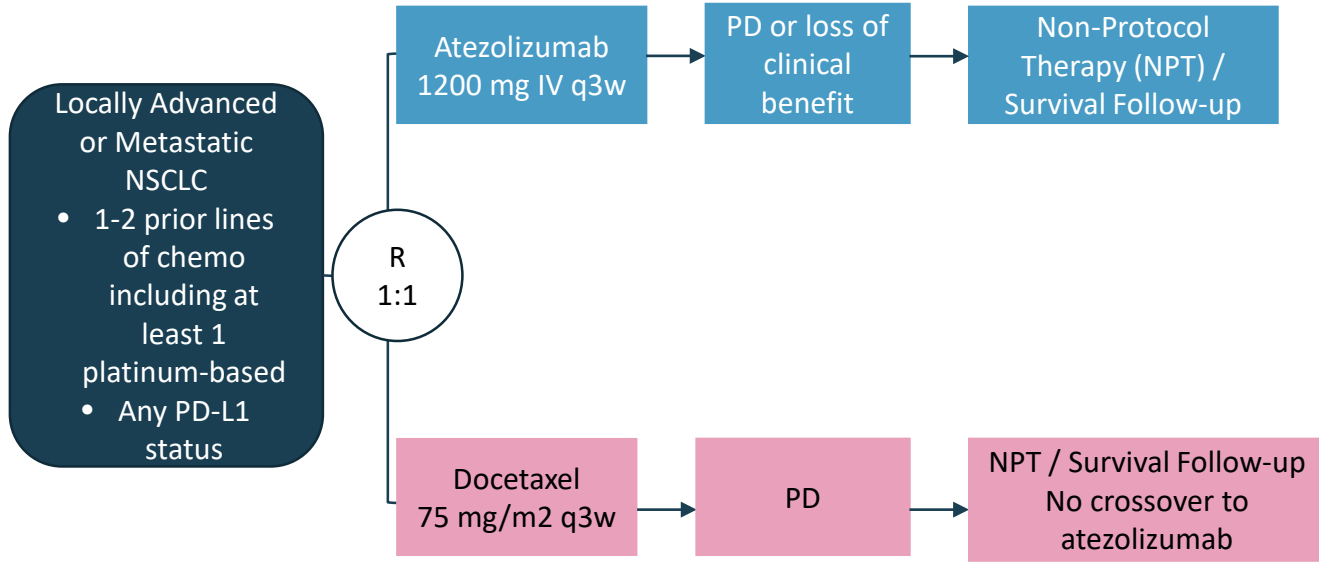 Locally Advanced
or Metastatic
NSCLC
• 1-2 prior lines
of chemo
including at
least 1
platinum-based
• Any PD-L1
status
R
1:1
Atezolizumab
1200 mg IV q3w
PD or loss of
clinical
benefit
Non-Protocol
Therapy (NPT) /
Survival Follow-up
Docetaxel
75 mg/m2 q3w
PD
NPT / Survival Follow-up
No crossover to
atezolizumab